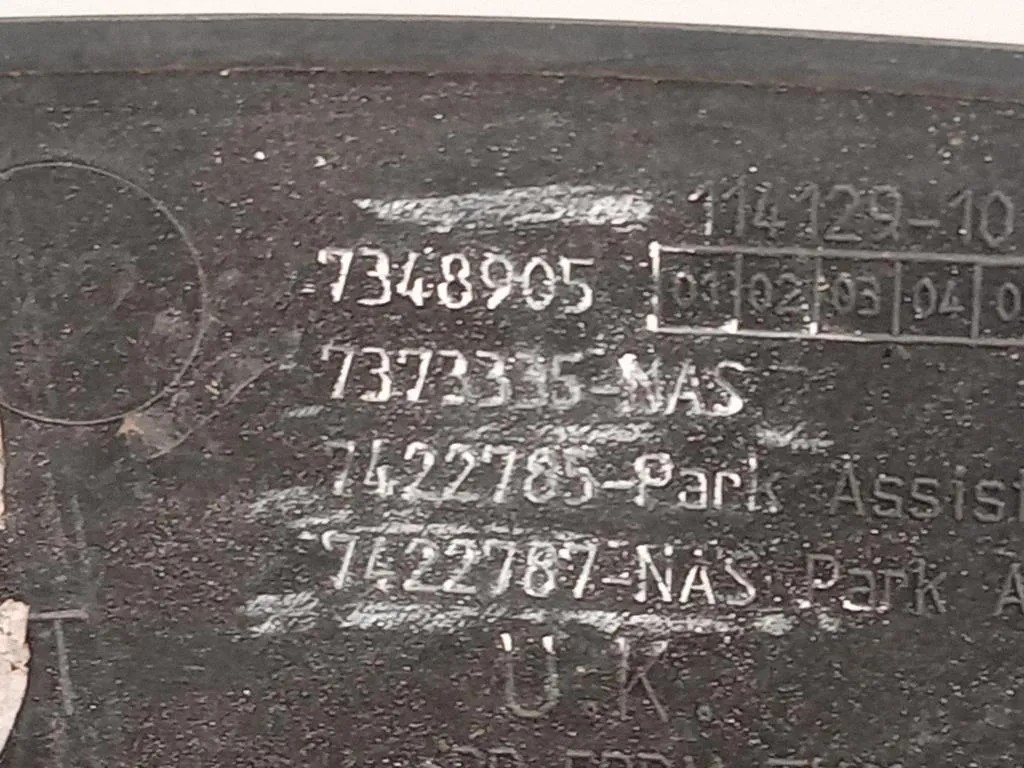 114129-10
7348905 01 02 03 04
7373335-NAS
7422785-Park Assist
7422787-NAS Park
U.K.